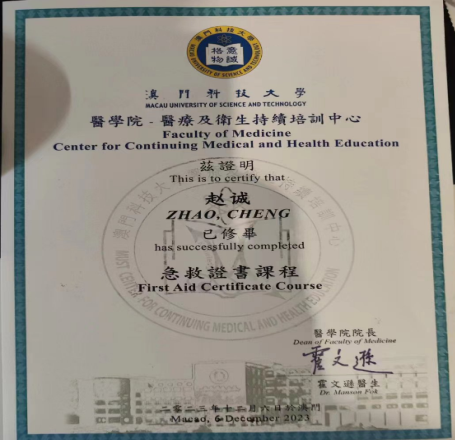 澳門科技大學
MACAU UNIVERSITY OF SCIENCE AND TECHNOLOGY
醫學院 - 醫療及衛生持續培訓中心
Faculty of Medicine
Center for Continuing Medical and Health Education
茲證明
This is to certify that
赵诚
ZHAO, CHENG
已修畢
has successfully completed
急救證書課程
First Aid Certificate Course
醫學院院長
Dean of Faculty of Medicine
霍文遜
霍文遜醫生
Dr. Manson Fok
二零二三年十二月六日於澳門
Macao, 6 December 2023